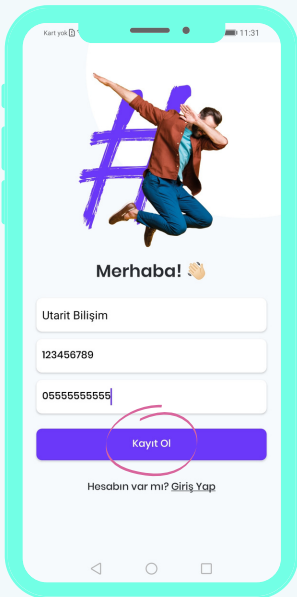 Kart yok 11:31
Merhaba! 👋🏻
Utarit Bilişim
123456789
05555555555
Kayıt Ol
Hesabın var mı? Giriş Yap